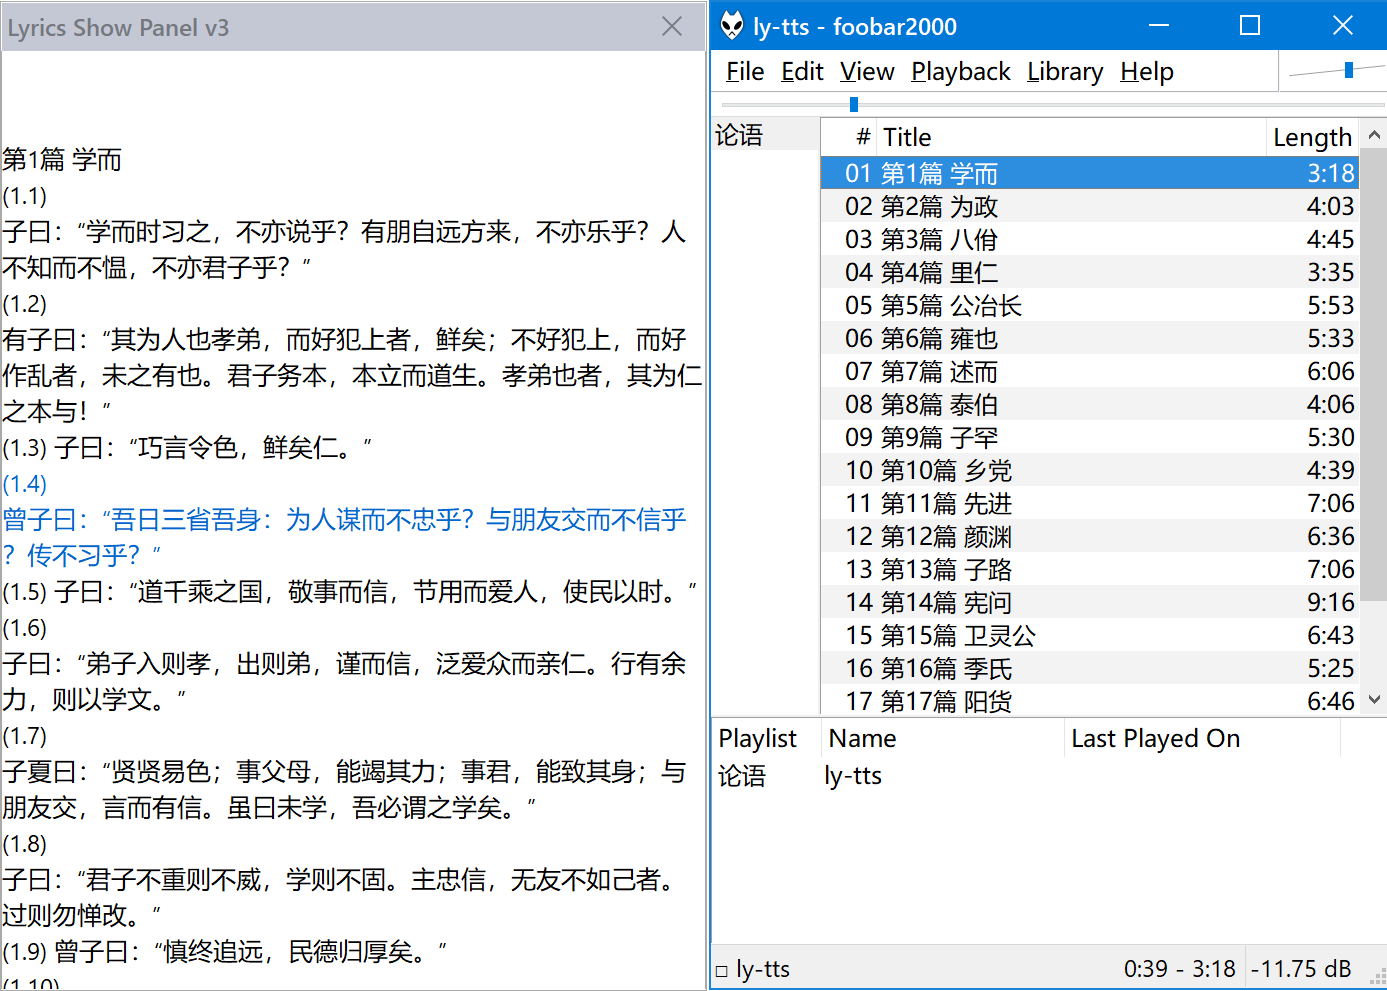 Lyrics Show Panel v3
第1篇 学而
(1.1)
子曰：“学而时习之，不亦说乎？有朋自远方来，不亦乐乎？人
不知而不愠，不亦君子乎？”
(1.2)
有子曰：“其为人也孝弟，而好犯上者，鲜矣；不好犯上，而好
作乱者，未之有也。君子务本，本立而道生。孝弟也者，其为仁
之本与！”
(1.3) 子曰：“巧言令色，鲜矣仁。”
(1.4)
曾子曰：“吾日三省吾身：为人谋而不忠乎？与朋友交而不信乎
？传不习乎？”
(1.5) 子曰：“道千乘之国，敬事而信，节用而爱人，使民以时。”
(1.6)
子曰：“弟子入则孝，出则弟，谨而信，泛爱众而亲仁。行有余
力，则以学文。”
(1.7)
子夏曰：“贤贤易色；事父母，能竭其力；事君，能致其身；与
朋友交，言而有信。虽曰未学，吾必谓之学矣。”
(1.8)
子曰：“君子不重则不威，学则不固。主忠信，无友不如己者。
过则勿惮改。”
(1.9) 曾子曰：“慎终追远，民德归厚矣。”
(1.10)
ly-tts - foobar2000
File Edit View Playback Library Help
论语
# Title Length
01 第1篇 学而 3:18
02 第2篇 为政 4:03
03 第3篇 八佾 4:45
04 第4篇 里仁 3:35
05 第5篇 公冶长 5:53
06 第6篇 雍也 5:33
07 第7篇 述而 6:06
08 第8篇 泰伯 4:06
09 第9篇 子罕 5:30
10 第10篇 乡党 4:39
11 第11篇 先进 7:06
12 第12篇 颜渊 6:36
13 第13篇 子路 7:06
14 第14篇 宪问 9:16
15 第15篇 卫灵公 6:43
16 第16篇 季氏 5:25
17 第17篇 阳货 6:46
Playlist Name Last Played On
论语 ly-tts
ly-tts 0:39 - 3:18 -11.75 dB